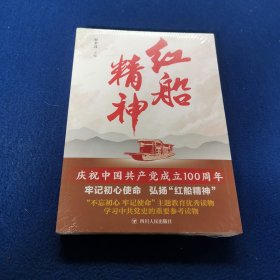 红船
精神
庆祝中国共产党成立100周年
牢记初心使命 弘扬“红船精神”
“不忘初心 牢记使命”主题教育优秀读物
学习中共党史的重要参考读物
四川人民出版社